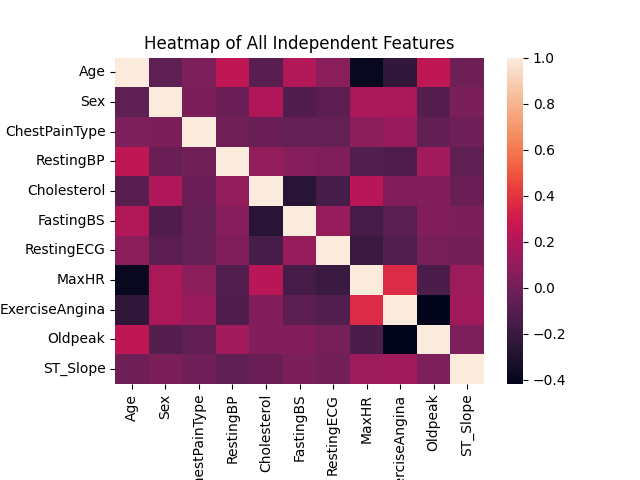 Heatmap of All Independent Features
Age
Sex
ChestPainType
RestingBP
Cholesterol
FastingBS
RestingECG
MaxHR
ExerciseAngina
Oldpeak
ST_Slope
1.0
0.8
0.6
0.4
0.2
0.0
−0.2
−0.4
Age
Sex
hestPainType
RestingBP
Cholesterol
FastingBS
RestingECG
MaxHR
erciseAngina
Oldpeak
ST_Slope